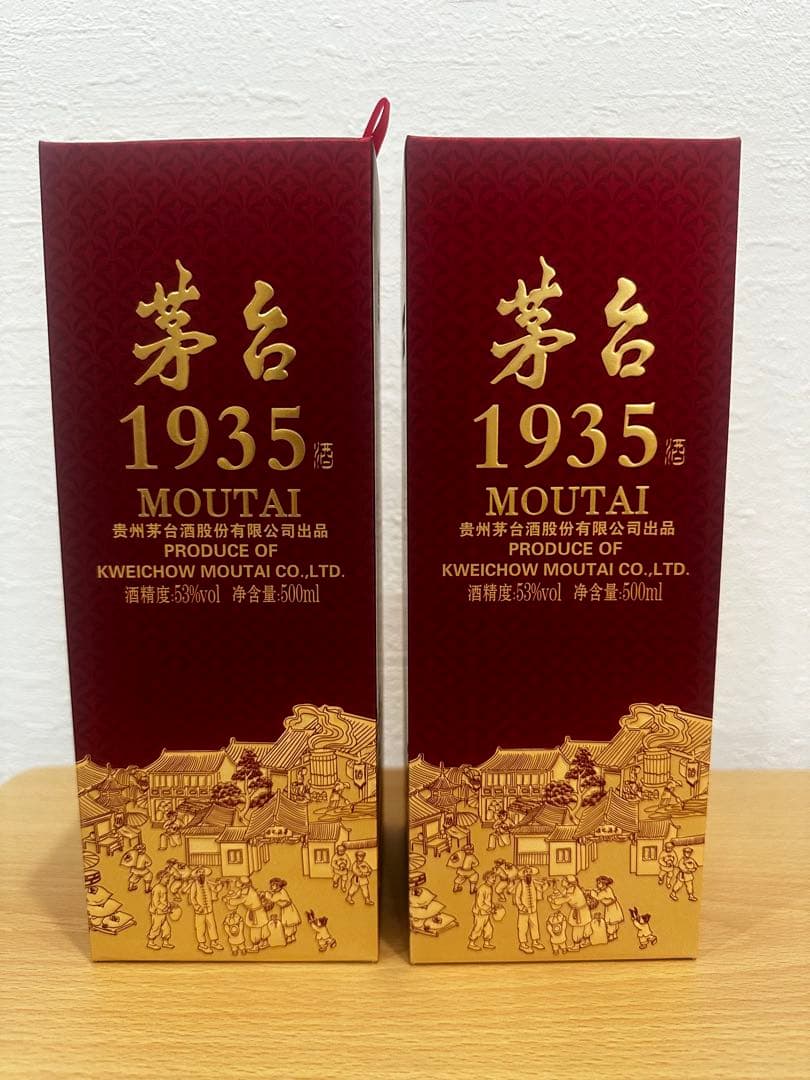 茅台
1935酒
MOUTAI
贵州茅台酒股份有限公司出品
PRODUCE OF
KWEICHOW MOUTAI CO.,LTD.
酒精度:53%vol 净含量:500ml
茅台
1935酒
MOUTAI
贵州茅台酒股份有限公司出品
PRODUCE OF
KWEICHOW MOUTAI CO.,LTD.
酒精度:53%vol 净含量:500ml